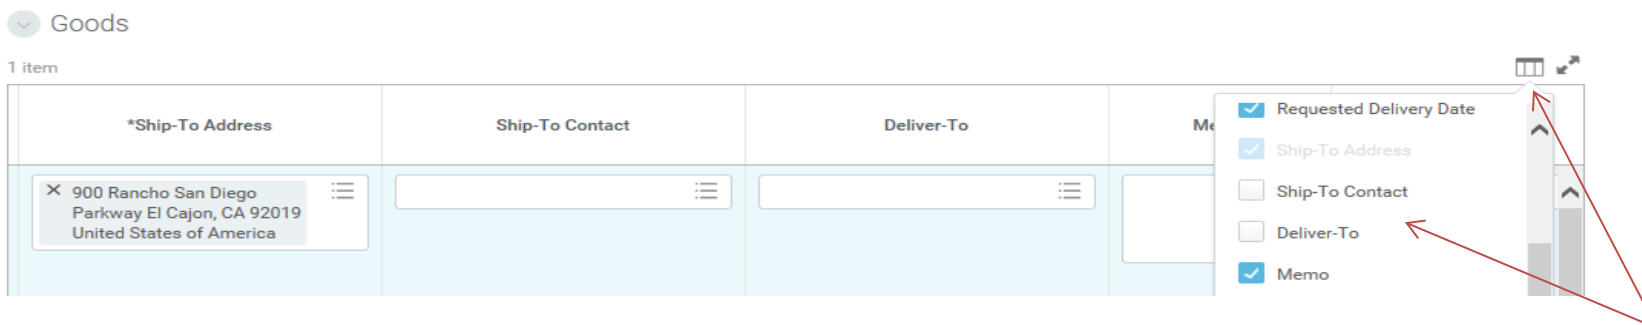 Goods
1 item
*Ship-To Address
Ship-To Contact
Deliver-To
900 Rancho San Diego
Parkway El Cajon, CA 92019
United States of America
Requested Delivery Date
Ship-To Address
Ship-To Contact
Deliver-To
Memo